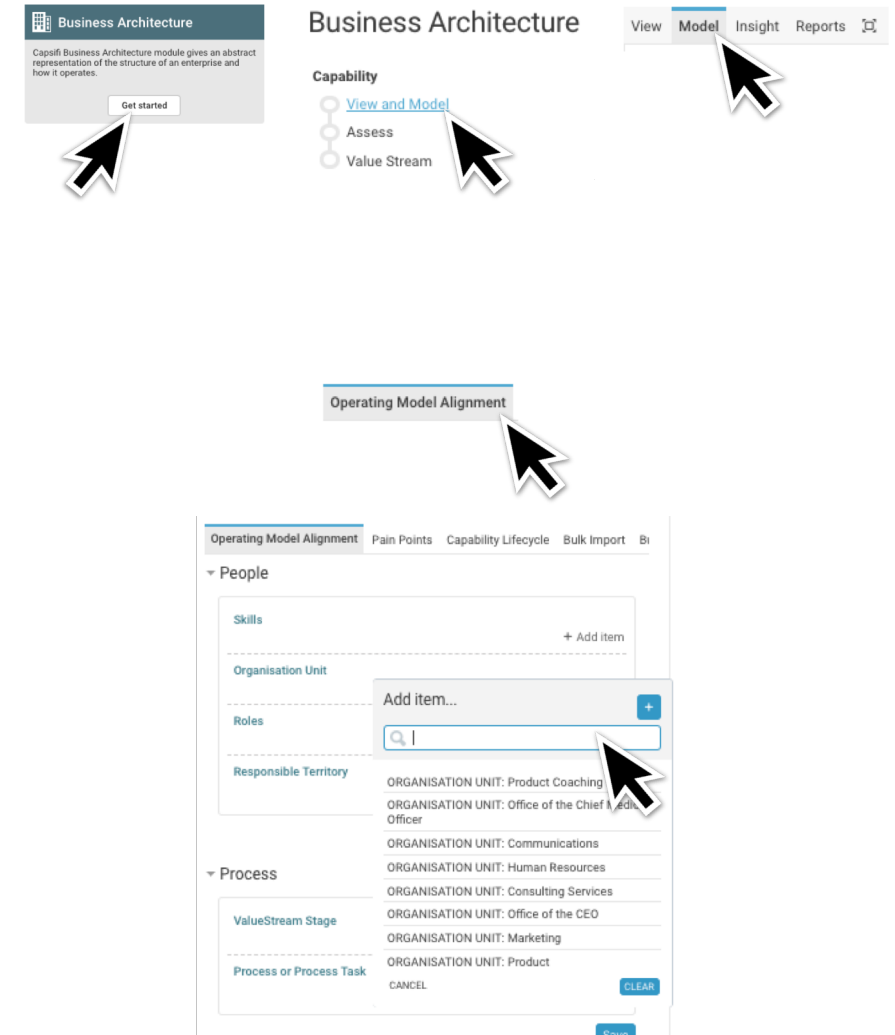 Business Architecture
Capsifi Business Architecture module gives an abstract
representation of the structure of an enterprise and
how it operates.
Get started
Business Architecture
Capability
View and Model
Assess
Value Stream
View Model Insight Reports
Operating Model Alignment
Operating Model Alignment Pain Points Capability Lifecycle Bulk Import
People
Skills
+ Add item
Organisation Unit
Roles
Responsible Territory
Process
ValueStream Stage
Process or Process Task
Add item...
+
ORGANISATION UNIT: Product Coaching
ORGANISATION UNIT: Office of the Chief Medic
Officer
ORGANISATION UNIT: Communications
ORGANISATION UNIT: Human Resources
ORGANISATION UNIT: Consulting Services
ORGANISATION UNIT: Office of the CEO
ORGANISATION UNIT: Marketing
ORGANISATION UNIT: Product
CANCEL
CLEAR
Save